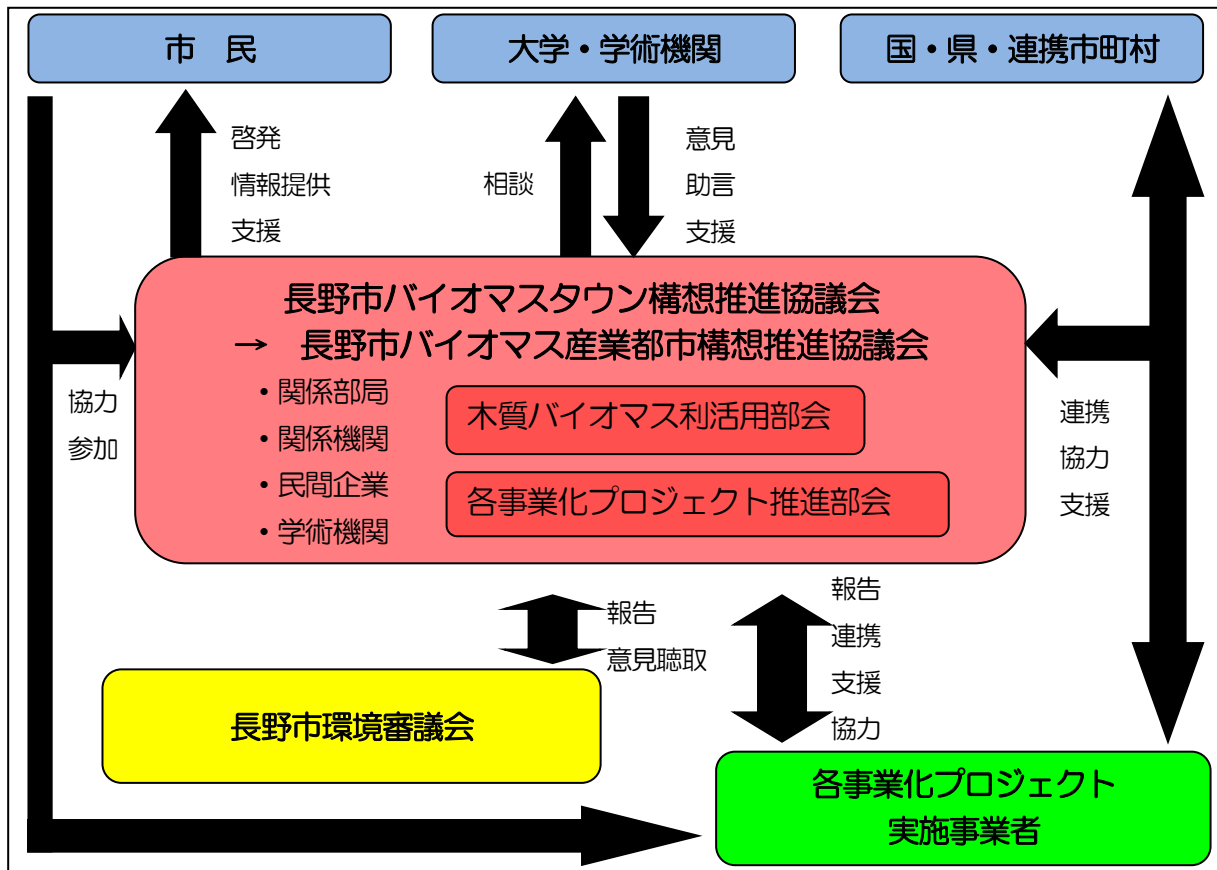 市　民
大学・学術機関
国・県・連携市町村
啓発
情報提供
支援
相談
意見
助言
支援
長野市バイオマスタウン構想推進協議会
→　長野市バイオマス産業都市構想推進協議会
・関係部局
・関係機関
・民間企業
・学術機関
木質バイオマス利活用部会
各事業化プロジェクト推進部会
協力
参加
連携
協力
支援
報告
意見聴取
報告
連携
支援
協力
長野市環境審議会
各事業化プロジェクト
実施事業者